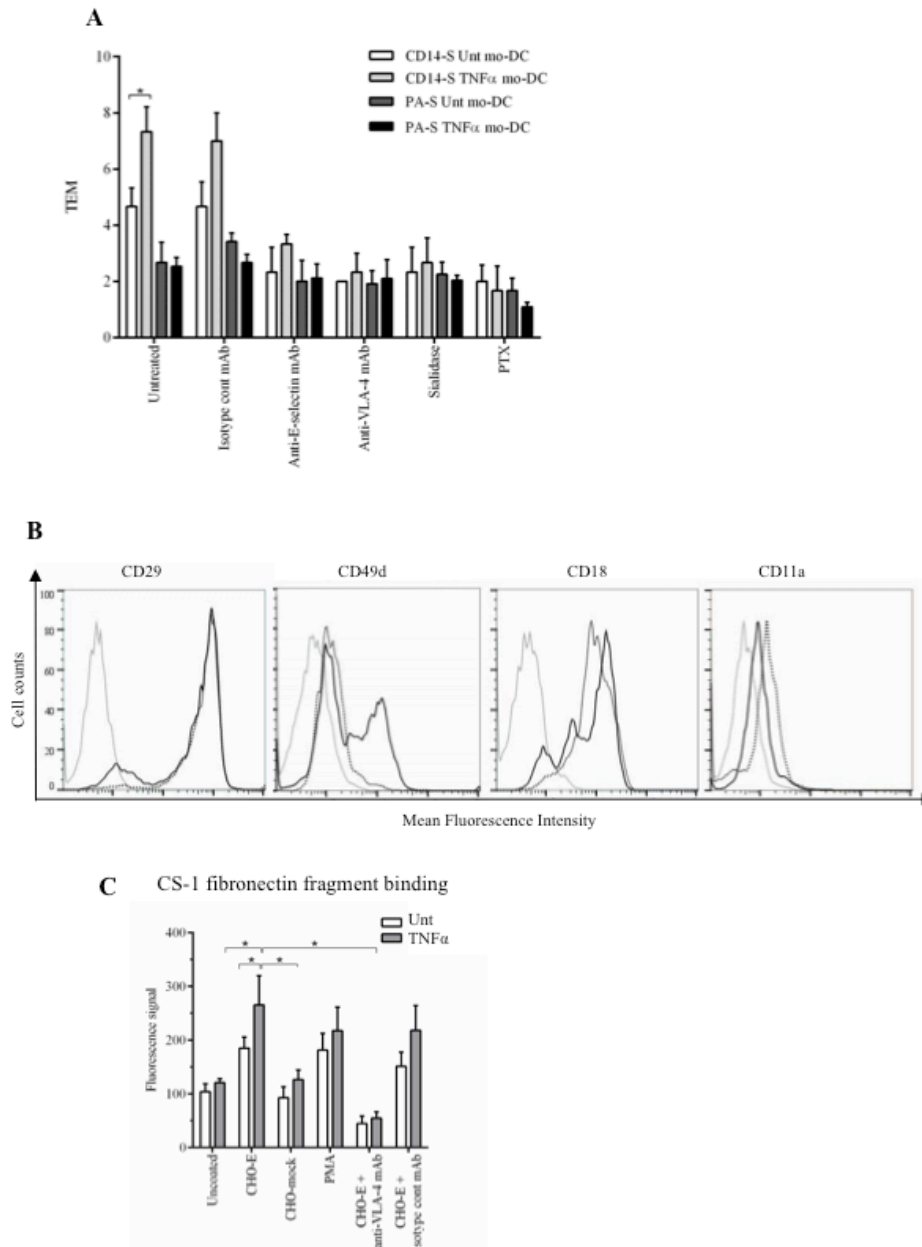 A
10
8
6
4
2
0
TEM
*
CD14-S Unt mo-DC
CD14-S TNFα mo-DC
PA-S Unt mo-DC
PA-S TNFα mo-DC
Untreated
Isotype cont mAb
Anti-E-selectin mAb
Anti-VLA-4 mAb
Sialidase
PTX
B
CD29
CD49d
CD18
CD11a
100
80
60
40
20
0
Cell counts
Mean Fluorescence Intensity
C CS-1 fibronectin fragment binding
Unt
TNFα
400
300
200
100
0
Fluorescence signal
* *
* *
Uncoated
CHO-E
CHO-mock
PMA
CHO-E +
anti-VLA-4 mAb
CHO-E +
isotype cont mAb